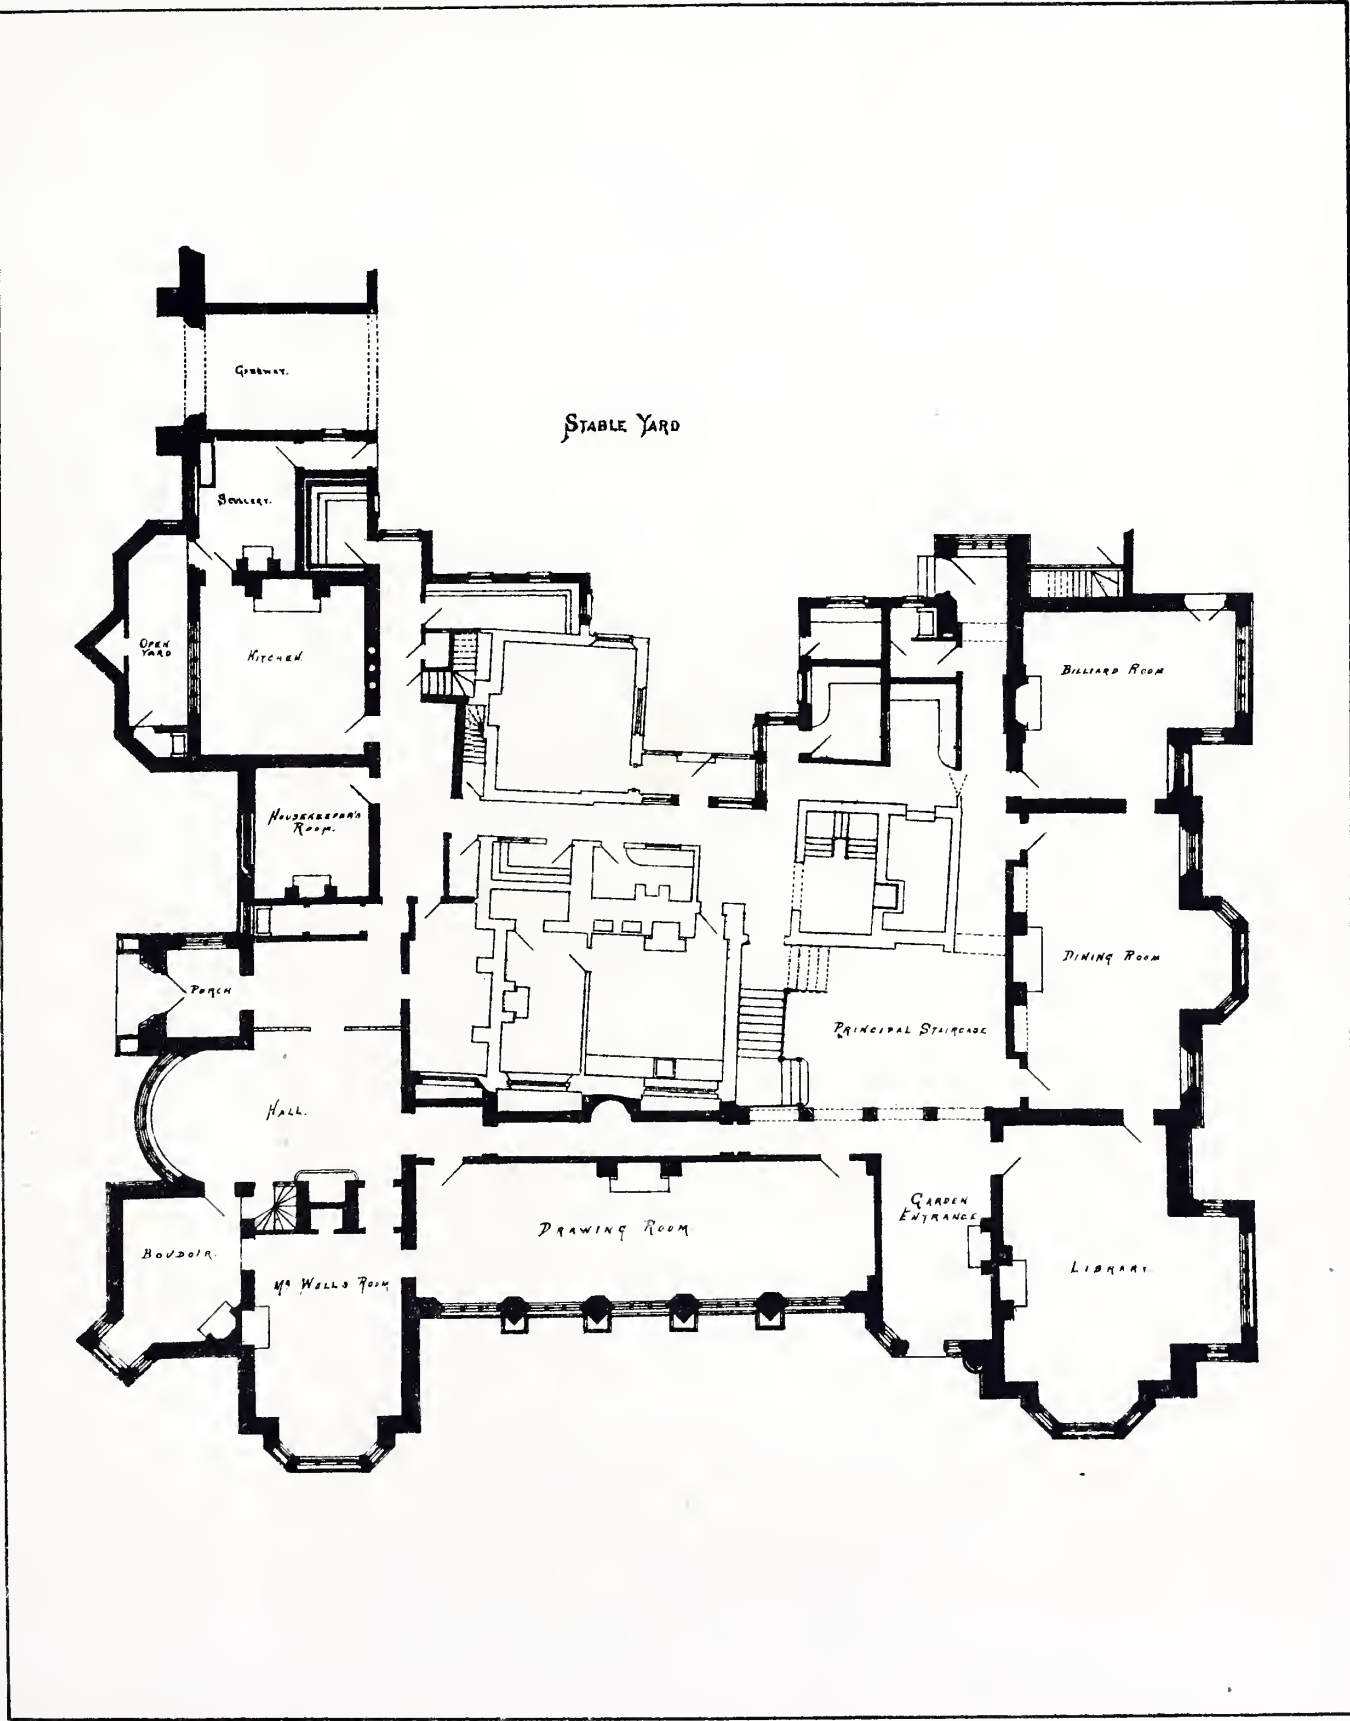 GATEWAY.
STABLE YARD
SCULLERY.
OPEN
YARD
KITCHEN.
BILLIARD ROOM
HOUSEKEEPER'S
ROOM.
DINING ROOM
PORCH
PRINCIPAL STAIRCASE
HALL.
GARDEN
ENTRANCE
DRAWING ROOM
BOUDOIR.
LIBRARY
MR WELLS ROOM